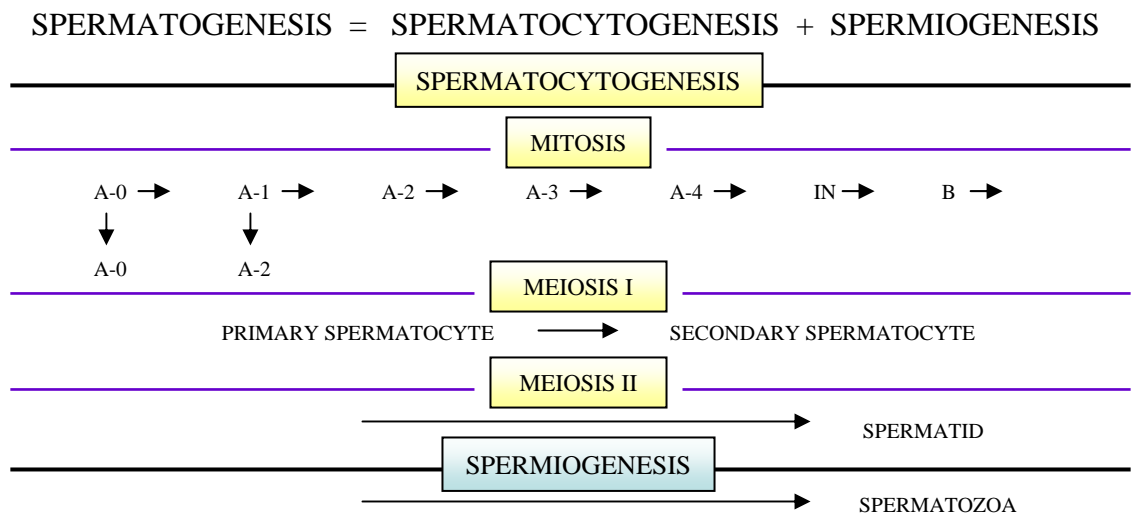 SPERMATOGENESIS = SPERMATOCYTOGENESIS + SPERMIOGENESIS
SPERMATOCYTOGENESIS
MITOSIS
A-0 A-1 A-2 A-3 A-4 IN B
A-0 A-2
MEIOSIS I
PRIMARY SPERMATOCYTE SECONDARY SPERMATOCYTE
MEIOSIS II
SPERMATID
SPERMIOGENESIS
SPERMATOZOA